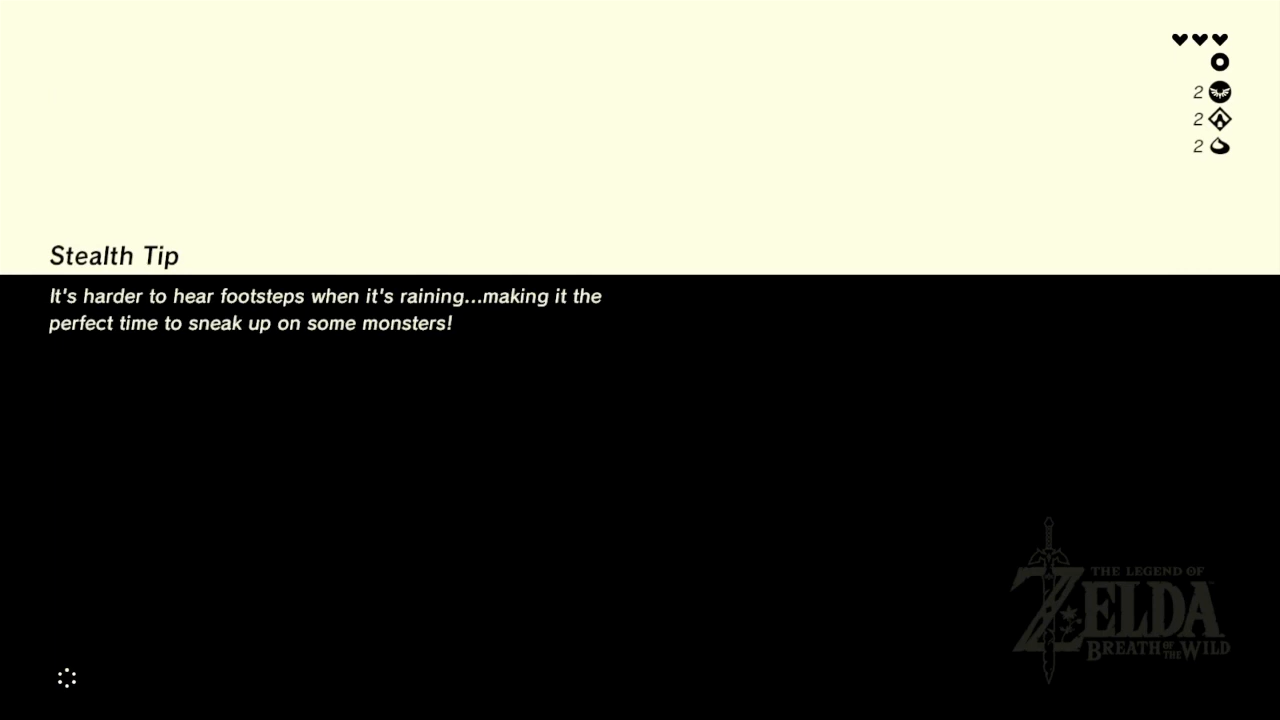 2
2
2
Stealth Tip
It's harder to hear footsteps when it's raining...making it the
perfect time to sneak up on some monsters!
THE LEGEND OF
ZELDA
BREATH OF THE WILD